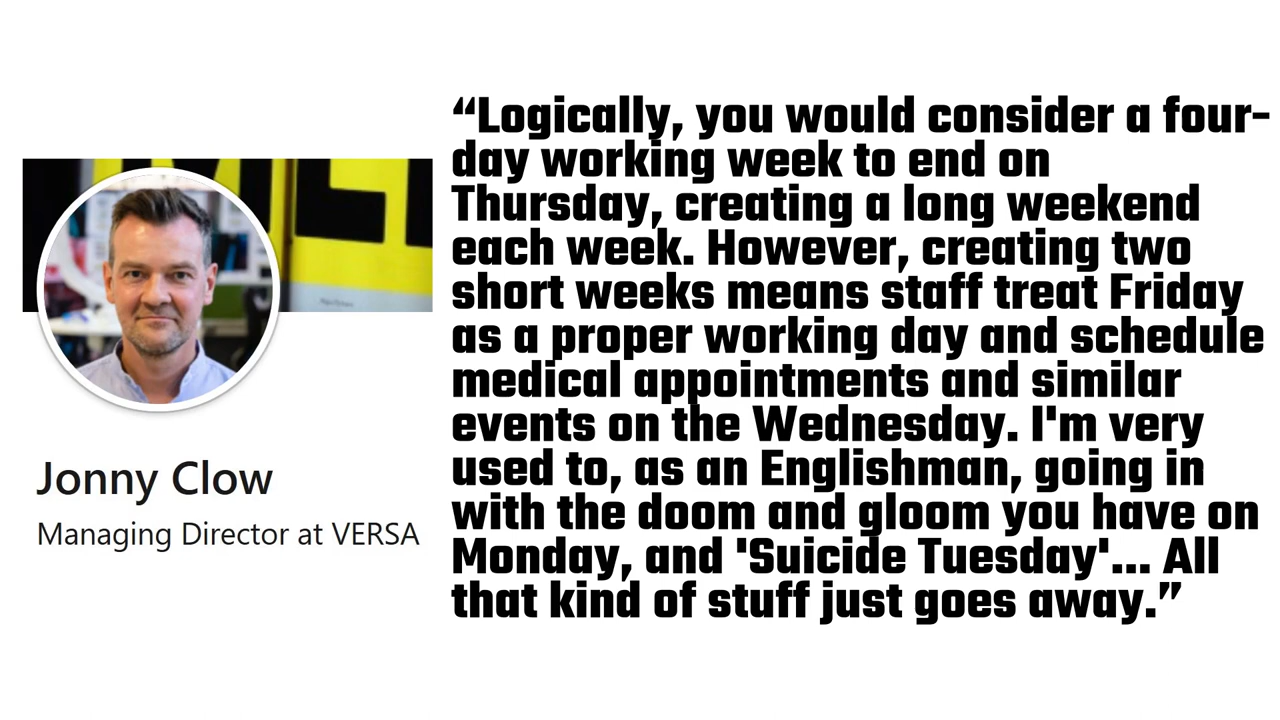 Jonny Clow
Managing Director at VERSA
“Logically, you would consider a four-
day working week to end on
Thursday, creating a long weekend
each week. However, creating two
short weeks means staff treat Friday
as a proper working day and schedule
medical appointments and similar
events on the Wednesday. I'm very
used to, as an Englishman, going in
with the doom and gloom you have on
Monday, and 'Suicide Tuesday'... All
that kind of stuff just goes away.”